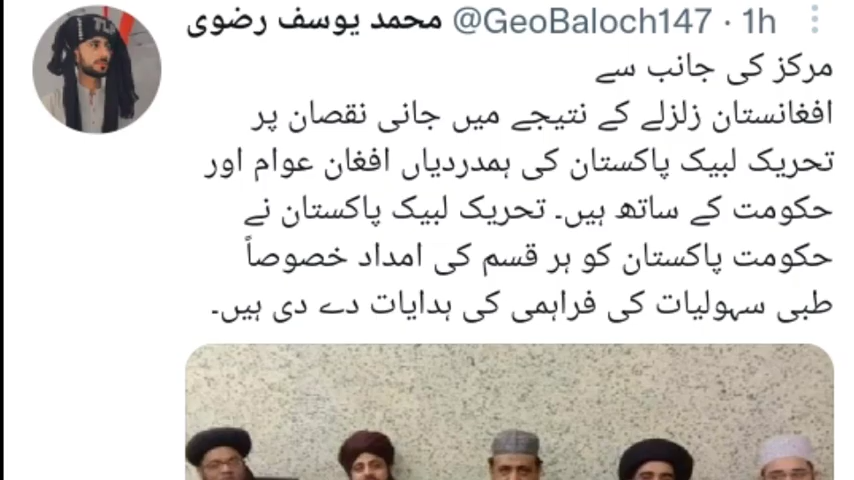 محمد یوسف رضوی @GeoBaloch147 · 1h
مرکز کی جانب سے
افغانستان زلزلے کے نتیجے میں جانی نقصان پر
تحریک لبیک پاکستان کی ہمدردیاں افغان عوام اور
حکومت کے ساتھ ہیں۔ تحریک لبیک پاکستان نے
حکومت پاکستان کو ہر قسم کی امداد خصوصاً
طبی سہولیات کی فراہمی کی ہدایات دے دی ہیں۔